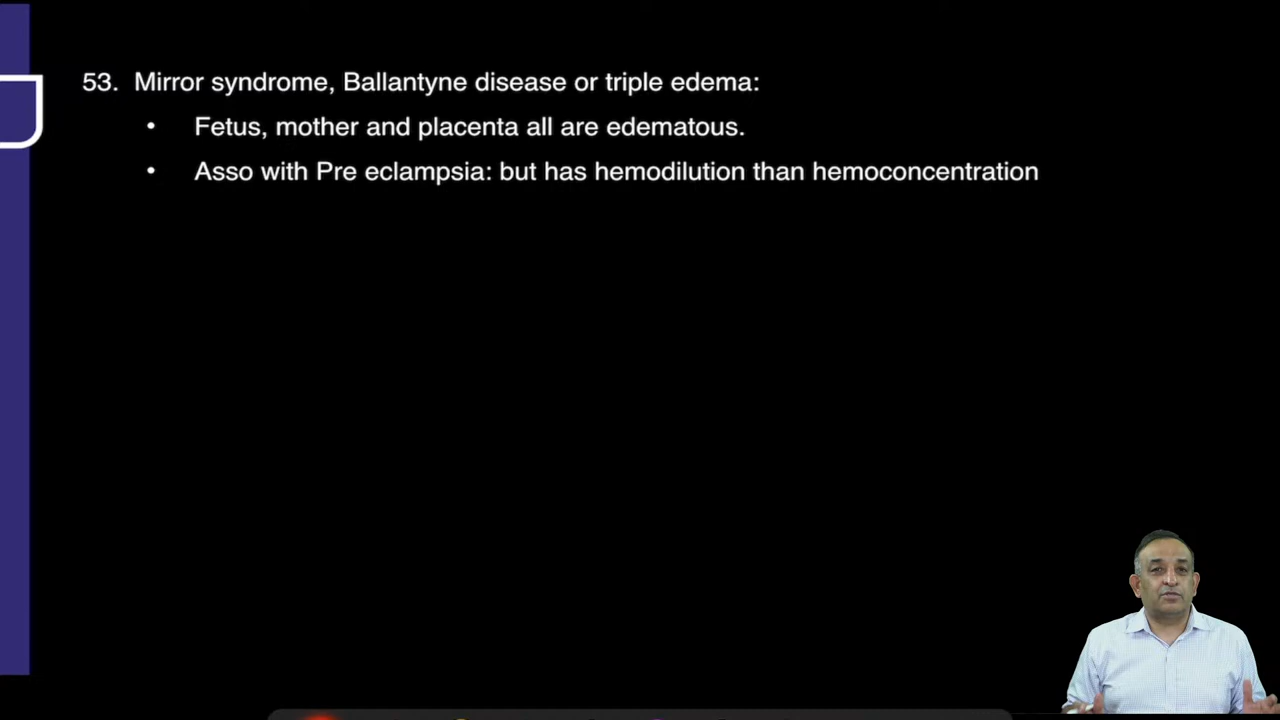 53. Mirror syndrome, Ballantyne disease or triple edema:
• Fetus, mother and placenta all are edematous.
• Asso with Pre eclampsia: but has hemodilution than hemoconcentration